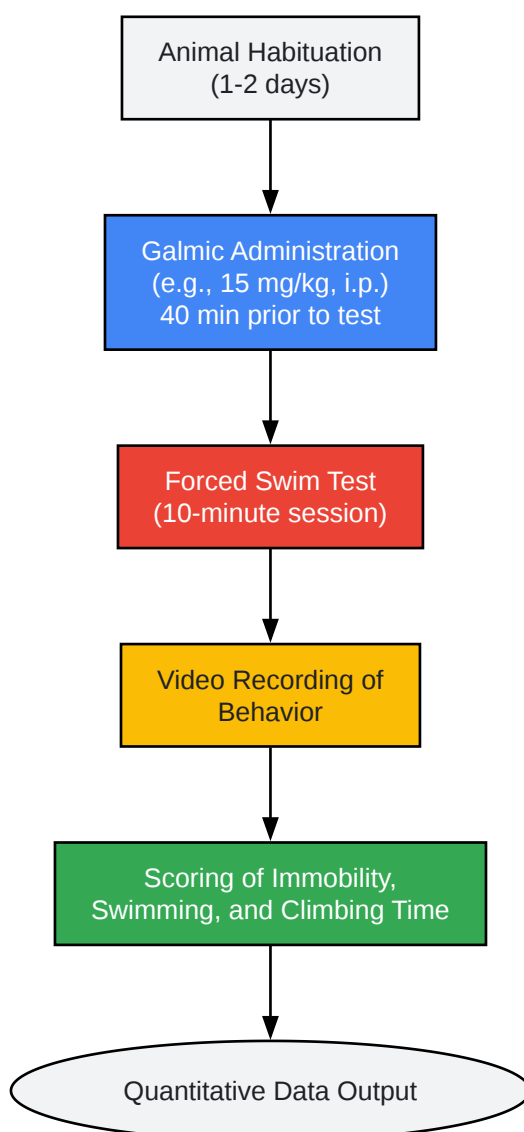 Animal Habituation
(1-2 days)
Galmic Administration
(e.g., 15 mg/kg, i.p.)
40 min prior to test
Forced Swim Test
(10-minute session)
Video Recording of
Behavior
Scoring of Immobility,
Swimming, and Climbing Time
Quantitative Data Output